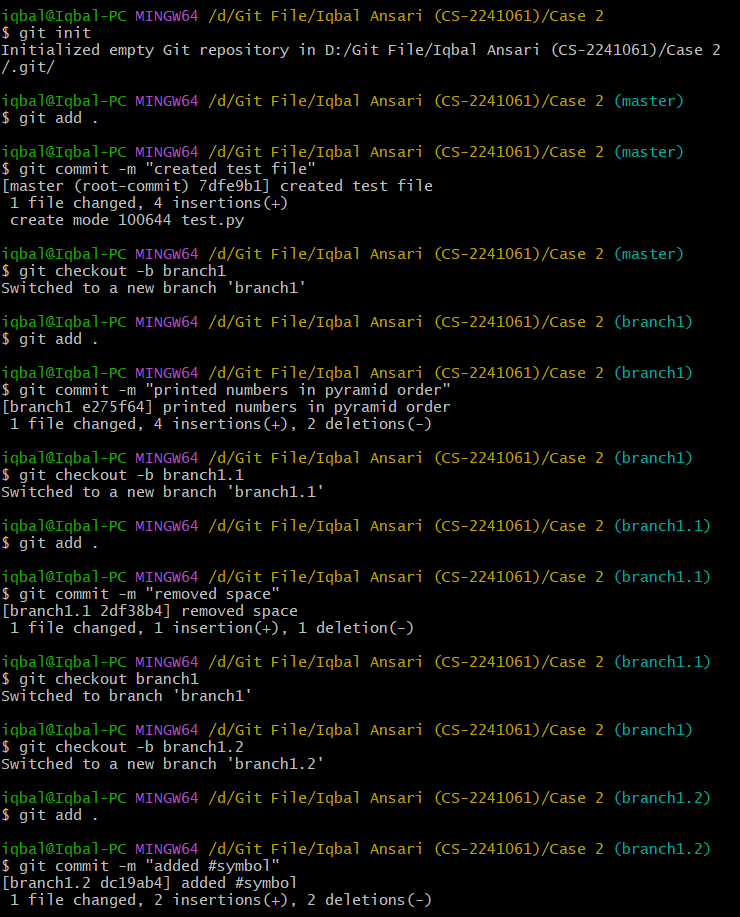 iqbal@Iqbal-PC MINGW64 /d/Git File/Iqbal Ansari (CS-2241061)/Case 2
$ git init
Initialized empty Git repository in D:/Git File/Iqbal Ansari (CS-2241061)/Case 2
/.git/
iqbal@Iqbal-PC MINGW64 /d/Git File/Iqbal Ansari (CS-2241061)/Case 2 (master)
$ git add .
iqbal@Iqbal-PC MINGW64 /d/Git File/Iqbal Ansari (CS-2241061)/Case 2 (master)
$ git commit -m "created test file"
[master (root-commit) 7dfe9b1] created test file
 1 file changed, 4 insertions(+)
 create mode 100644 test.py
iqbal@Iqbal-PC MINGW64 /d/Git File/Iqbal Ansari (CS-2241061)/Case 2 (master)
$ git checkout -b branch1
Switched to a new branch 'branch1'
iqbal@Iqbal-PC MINGW64 /d/Git File/Iqbal Ansari (CS-2241061)/Case 2 (branch1)
$ git add .
iqbal@Iqbal-PC MINGW64 /d/Git File/Iqbal Ansari (CS-2241061)/Case 2 (branch1)
$ git commit -m "printed numbers in pyramid order"
[branch1 e275f64] printed numbers in pyramid order
 1 file changed, 4 insertions(+), 2 deletions(-)
iqbal@Iqbal-PC MINGW64 /d/Git File/Iqbal Ansari (CS-2241061)/Case 2 (branch1)
$ git checkout -b branch1.1
Switched to a new branch 'branch1.1'
iqbal@Iqbal-PC MINGW64 /d/Git File/Iqbal Ansari (CS-2241061)/Case 2 (branch1.1)
$ git add .
iqbal@Iqbal-PC MINGW64 /d/Git File/Iqbal Ansari (CS-2241061)/Case 2 (branch1.1)
$ git commit -m "removed space"
[branch1.1 2df38b4] removed space
 1 file changed, 1 insertion(+), 1 deletion(-)
iqbal@Iqbal-PC MINGW64 /d/Git File/Iqbal Ansari (CS-2241061)/Case 2 (branch1.1)
$ git checkout branch1
Switched to branch 'branch1'
iqbal@Iqbal-PC MINGW64 /d/Git File/Iqbal Ansari (CS-2241061)/Case 2 (branch1)
$ git checkout -b branch1.2
Switched to a new branch 'branch1.2'
iqbal@Iqbal-PC MINGW64 /d/Git File/Iqbal Ansari (CS-2241061)/Case 2 (branch1.2)
$ git add .
iqbal@Iqbal-PC MINGW64 /d/Git File/Iqbal Ansari (CS-2241061)/Case 2 (branch1.2)
$ git commit -m "added #symbol"
[branch1.2 dc19ab4] added #symbol
 1 file changed, 2 insertions(+), 2 deletions(-)